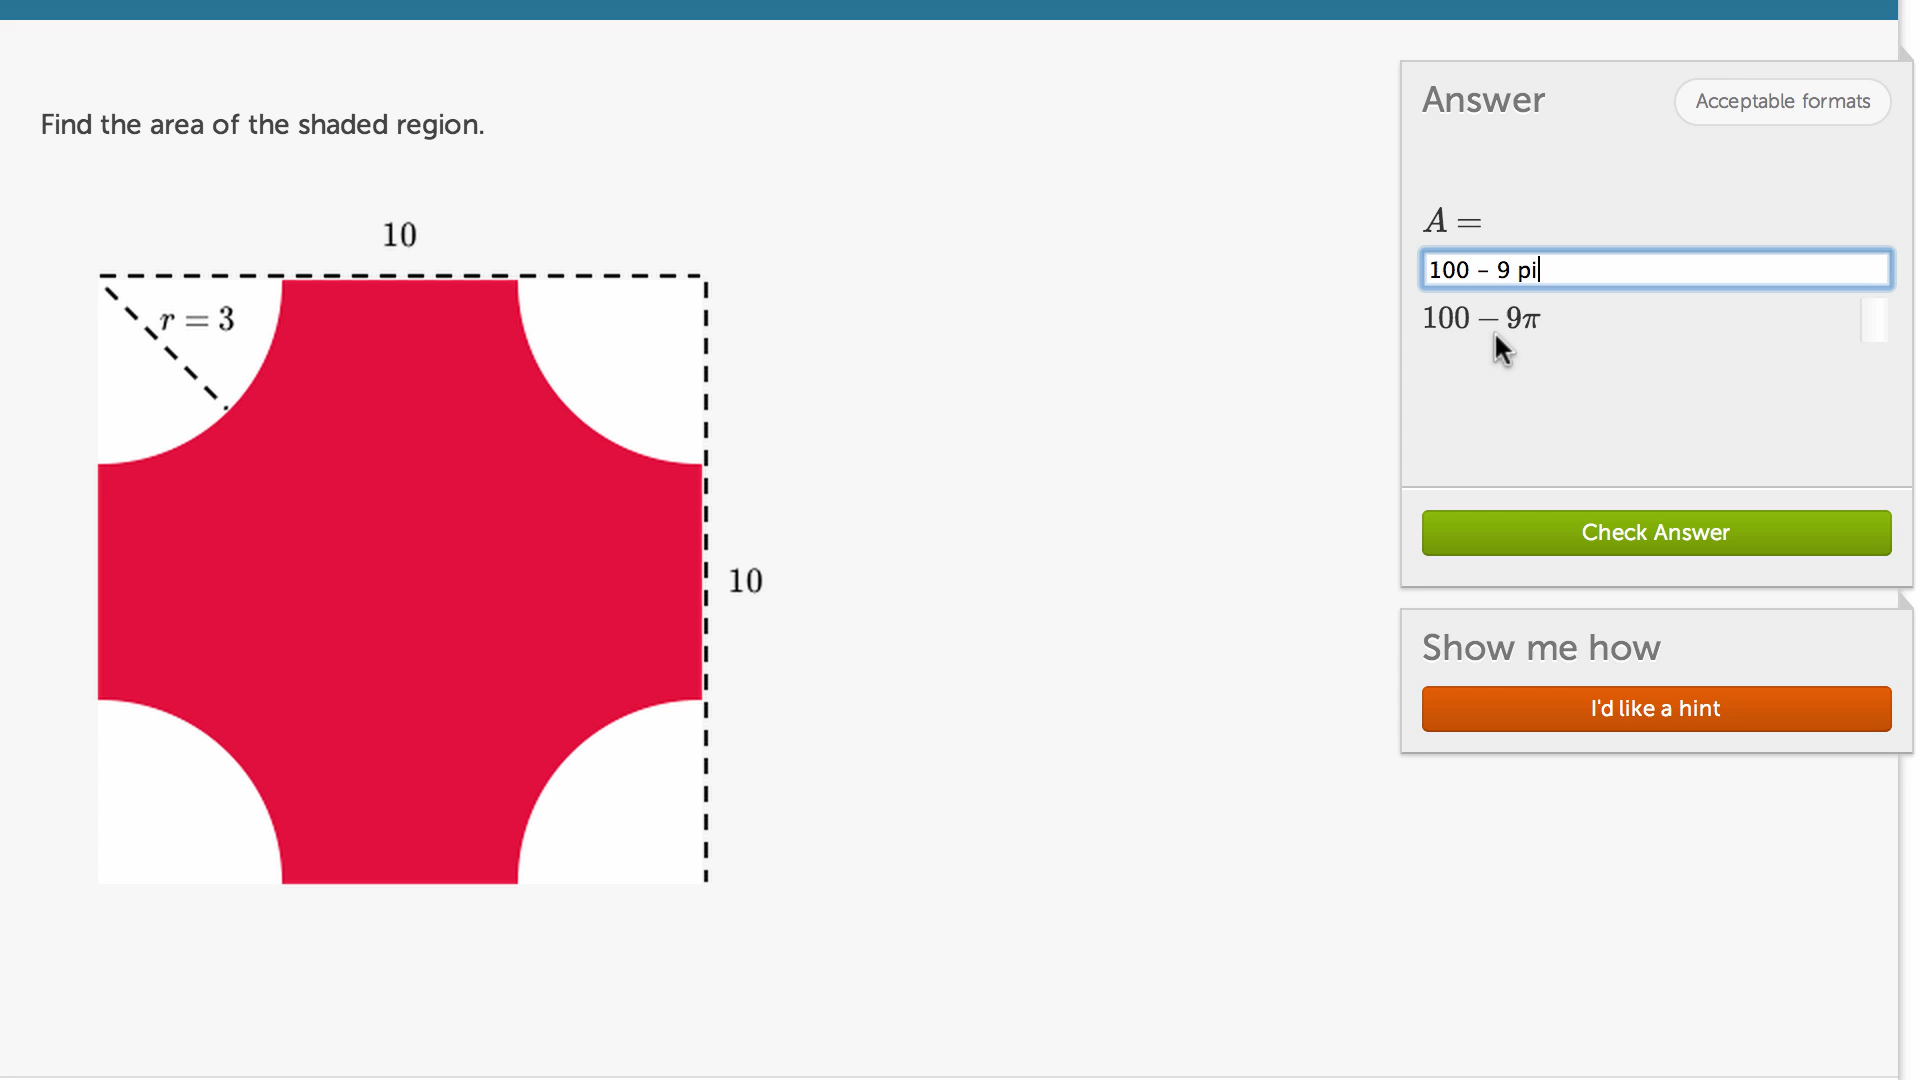 Find the area of the shaded region.
10
r = 3
10
Answer
Acceptable formats
A =
100 - 9 pi
100 − 9π
Check Answer
Show me how
I'd like a hint